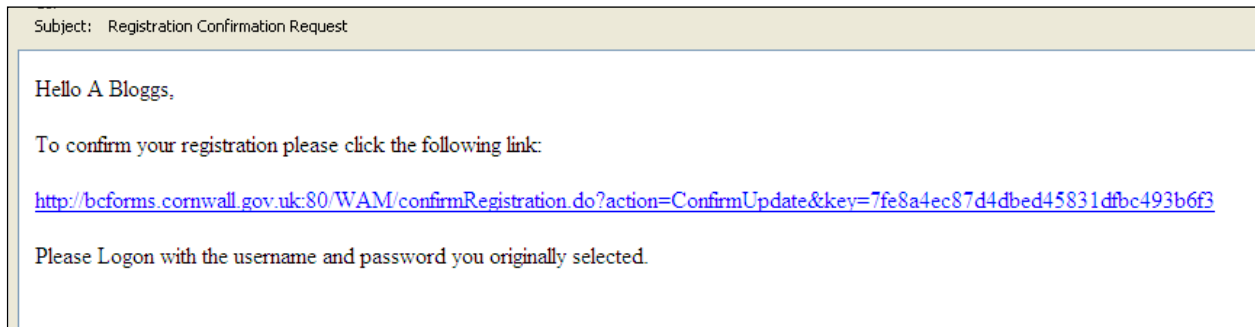 Subject: Registration Confirmation Request
Hello A Bloggs,
To confirm your registration please click the following link:
http://bcforms.cornwall.gov.uk:80/WAM/confirmRegistration.do?action=ConfirmUpdate&key=7fe8a4ec87d4dbed45831dfbc493b6f3
Please Logon with the username and password you originally selected.